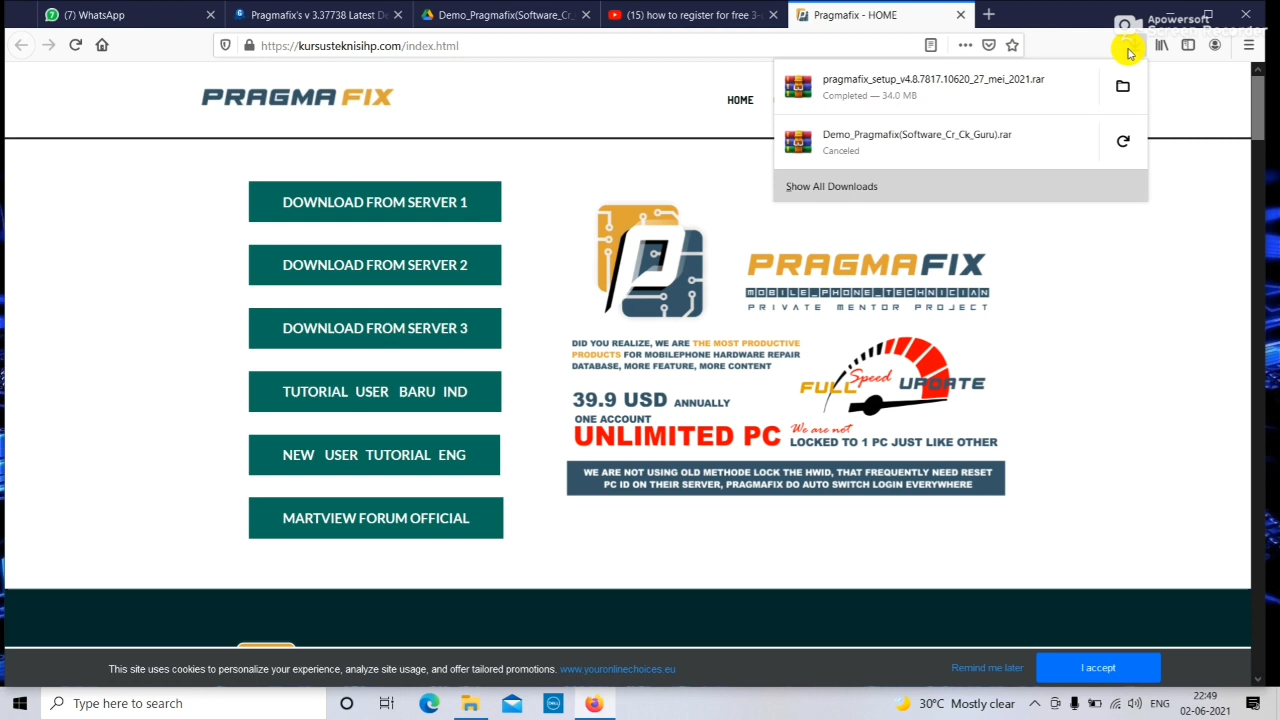 (7) Whats
Pragmafix's v 3.37738 Latest De
Demo_Pragmafix(Software_Cr_
(15) how to register for free 3-c
Pragmafix - HOME
Apowersoft
Screen Recorder
https://kursusteknisihp.com/index.html
PRAGMA FIX
HOME
pragmafix_setup_v4.8.7817.10620_27_mei_2021.rar
Completed — 34.0 MB
Demo_Pragmafix(Software_Cr_Ck_Guru).rar
Canceled
Show All Downloads
DOWNLOAD FROM SERVER 1
DOWNLOAD FROM SERVER 2
DOWNLOAD FROM SERVER 3
TUTORIAL USER BARU IND
NEW USER TUTORIAL ENG
MARTVIEW FORUM OFFICIAL
PRAGMAFIX
MOBILE_PHONE_TECHNICIAN
PRIVATE MENTOR PROJECT
DID YOU REALIZE, WE ARE THE MOST PRODUCTIVE
PRODUCTS FOR MOBILEPHONE HARDWARE REPAIR
DATABASE, MORE FEATURE, MORE CONTENT
FULL Speed UPDATE
39.9 USD ANNUALLY
ONE ACCOUNT
UNLIMITED PC
We are not
LOCKED TO 1 PC JUST LIKE OTHER
WE ARE NOT USING OLD METHODE LOCK THE HWID, THAT FREQUENTLY NEED RESET
PC ID ON THEIR SERVER, PRAGMAFIX DO AUTO SWITCH LOGIN EVERYWHERE
This site uses cookies to personalize your experience, analyze site usage, and offer tailored promotions. www.youronlinechoices.eu
Remind me later
I accept
Type here to search
30°C Mostly clear
ENG
22:49
02-06-2021